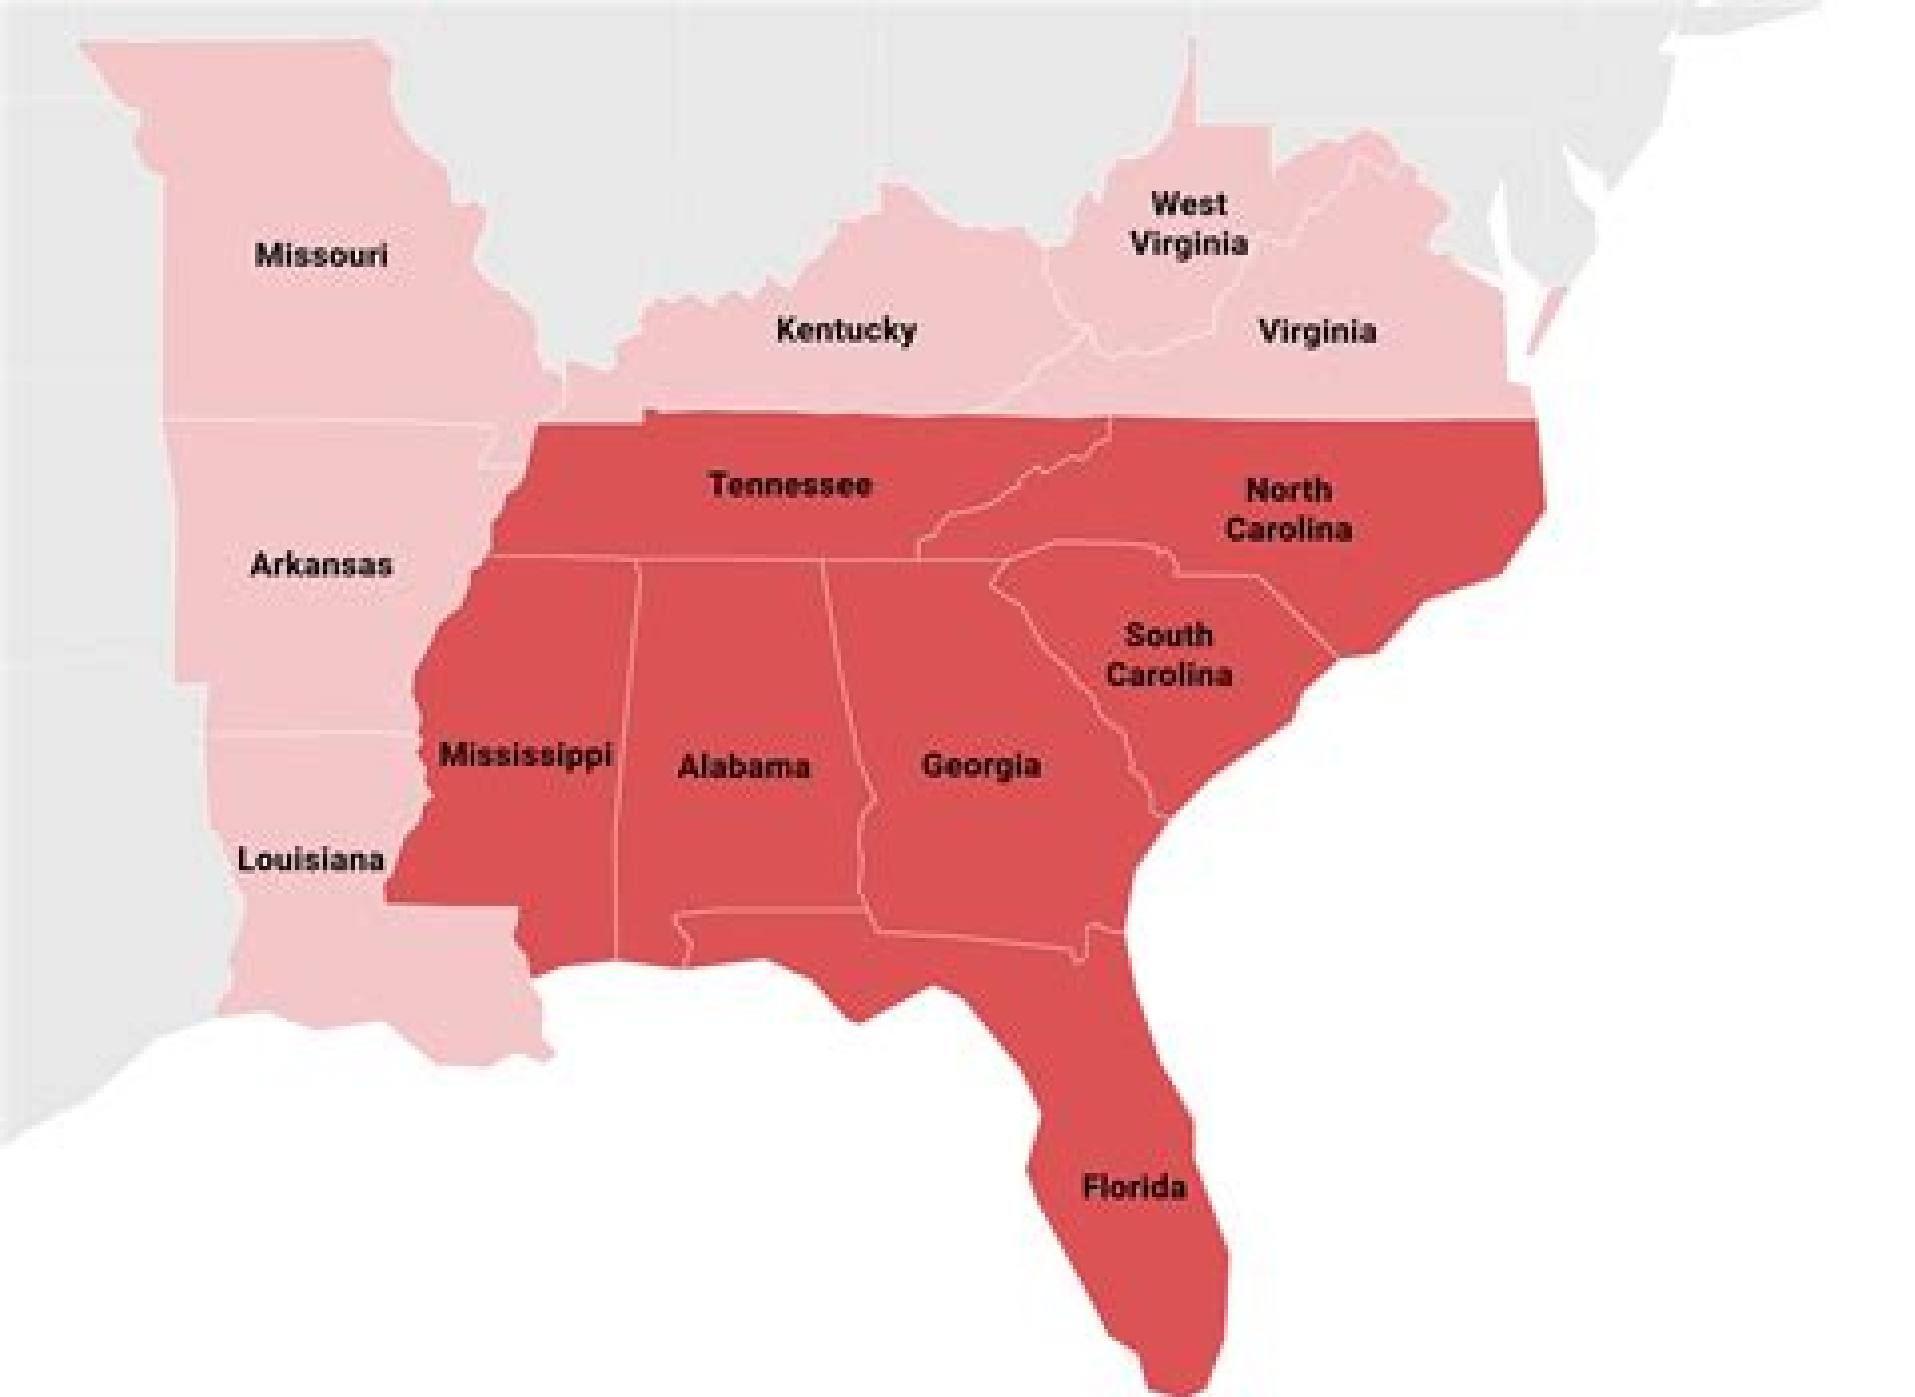 West
Virginia
Missouri
Kentucky
Virginia
Tennessee
North
Carolina
Arkansas
South
Carolina
Mississippi
Alabama
Georgia
Louisiana
Florida